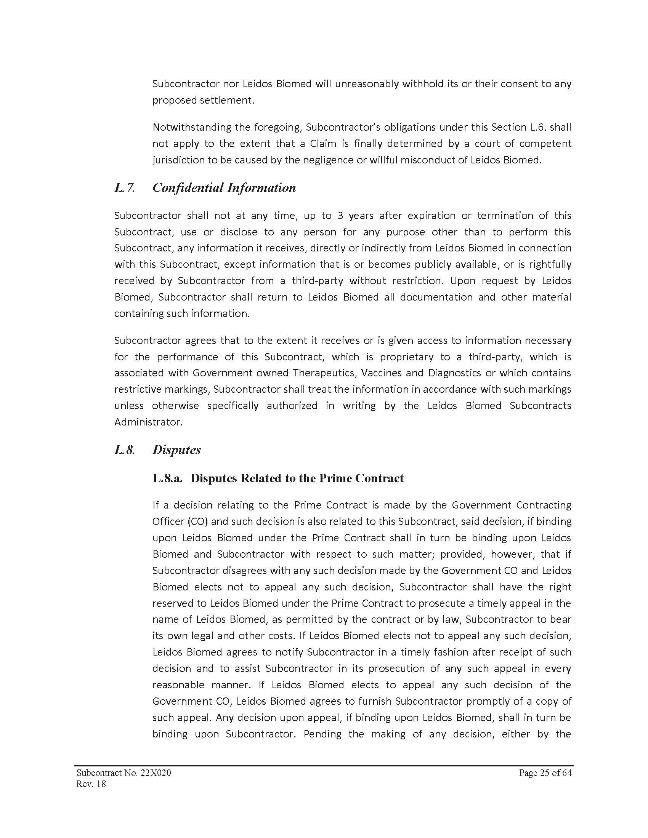 Subcontractor nor Leidos Biomed will unreasonably withhold its or their consent to any
proposed settlement.
Notwithstanding the foregoing, Subcontractor's obligations under this Section L.6. shall
not apply to the extent that a Claim is finally determined by a court of competent
jurisdiction to be caused by the negligence or willful misconduct of Leidos Biomed.
L.7. Confidential Information
Subcontractor shall not at any time, up to 3 years after expiration or termination of this
Subcontract, use or disclose to any person for any purpose other than to perform this
Subcontract, any information it receives, directly or indirectly from Leidos Biomed in connection
with this Subcontract, except information that is or becomes publicly available, or is rightfully
received by Subcontractor from a third-party without restriction. Upon request by Leidos
Biomed, Subcontractor shall return to Leidos Biomed all documentation and other material
containing such information.
Subcontractor agrees that to the extent it receives or is given access to information necessary
for the performance of this Subcontract, which is proprietary to a third-party, which is
associated with Government owned Therapeutics, Vaccines and Diagnostics or which contains
restrictive markings, Subcontractor shall treat the information in accordance with such markings
unless otherwise specifically authorized in writing by the Leidos Biomed Subcontracts
Administrator.
L.8. Disputes
L.8.a. Disputes Related to the Prime Contract
If a decision relating to the Prime Contract is made by the Government Contracting
Officer (CO) and such decision is also related to this Subcontract, said decision, if binding
upon Leidos Biomed under the Prime Contract shall in turn be binding upon Leidos
Biomed and Subcontractor with respect to such matter; provided, however, that if
Subcontractor disagrees with any such decision made by the Government CO and Leidos
Biomed elects not to appeal any such decision, Subcontractor shall have the right
reserved to Leidos Biomed under the Prime Contract to prosecute a timely appeal in the
name of Leidos Biomed, as permitted by the contract or by law, Subcontractor to bear
its own legal and other costs. If Leidos Biomed elects not to appeal any such decision,
Leidos Biomed agrees to notify Subcontractor in a timely fashion after receipt of such
decision and to assist Subcontractor in its prosecution of any such appeal in every
reasonable manner. If Leidos Biomed elects to appeal any such decision of the
Government CO, Leidos Biomed agrees to furnish Subcontractor promptly of a copy of
such appeal. Any decision upon appeal, if binding upon Leidos Biomed, shall in turn be
binding upon Subcontractor. Pending the making of any decision, either by the
Subcontract No. 22X020 Page 25 of 64
Rev. 18